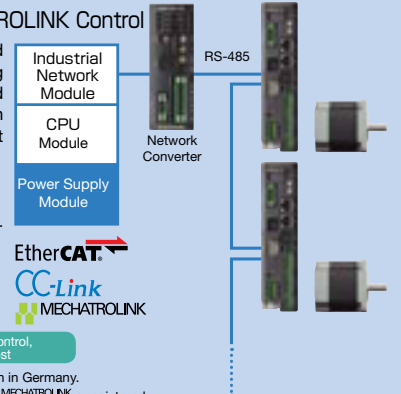 ROLINK Control
Industrial
Network
Module
CPU
Module
Power Supply
Module
RS-485
Network
Converter
EtherCAT®
CC-Link
MECHATROLINK
ontrol,
st
n in Germany.
MECHATROLINK